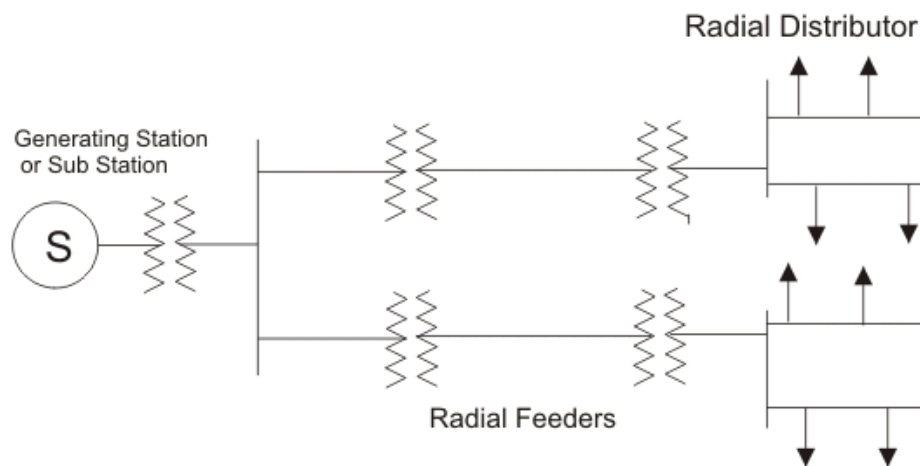 Radial Distributor
Generating Station
or Sub Station
S
Radial Feeders